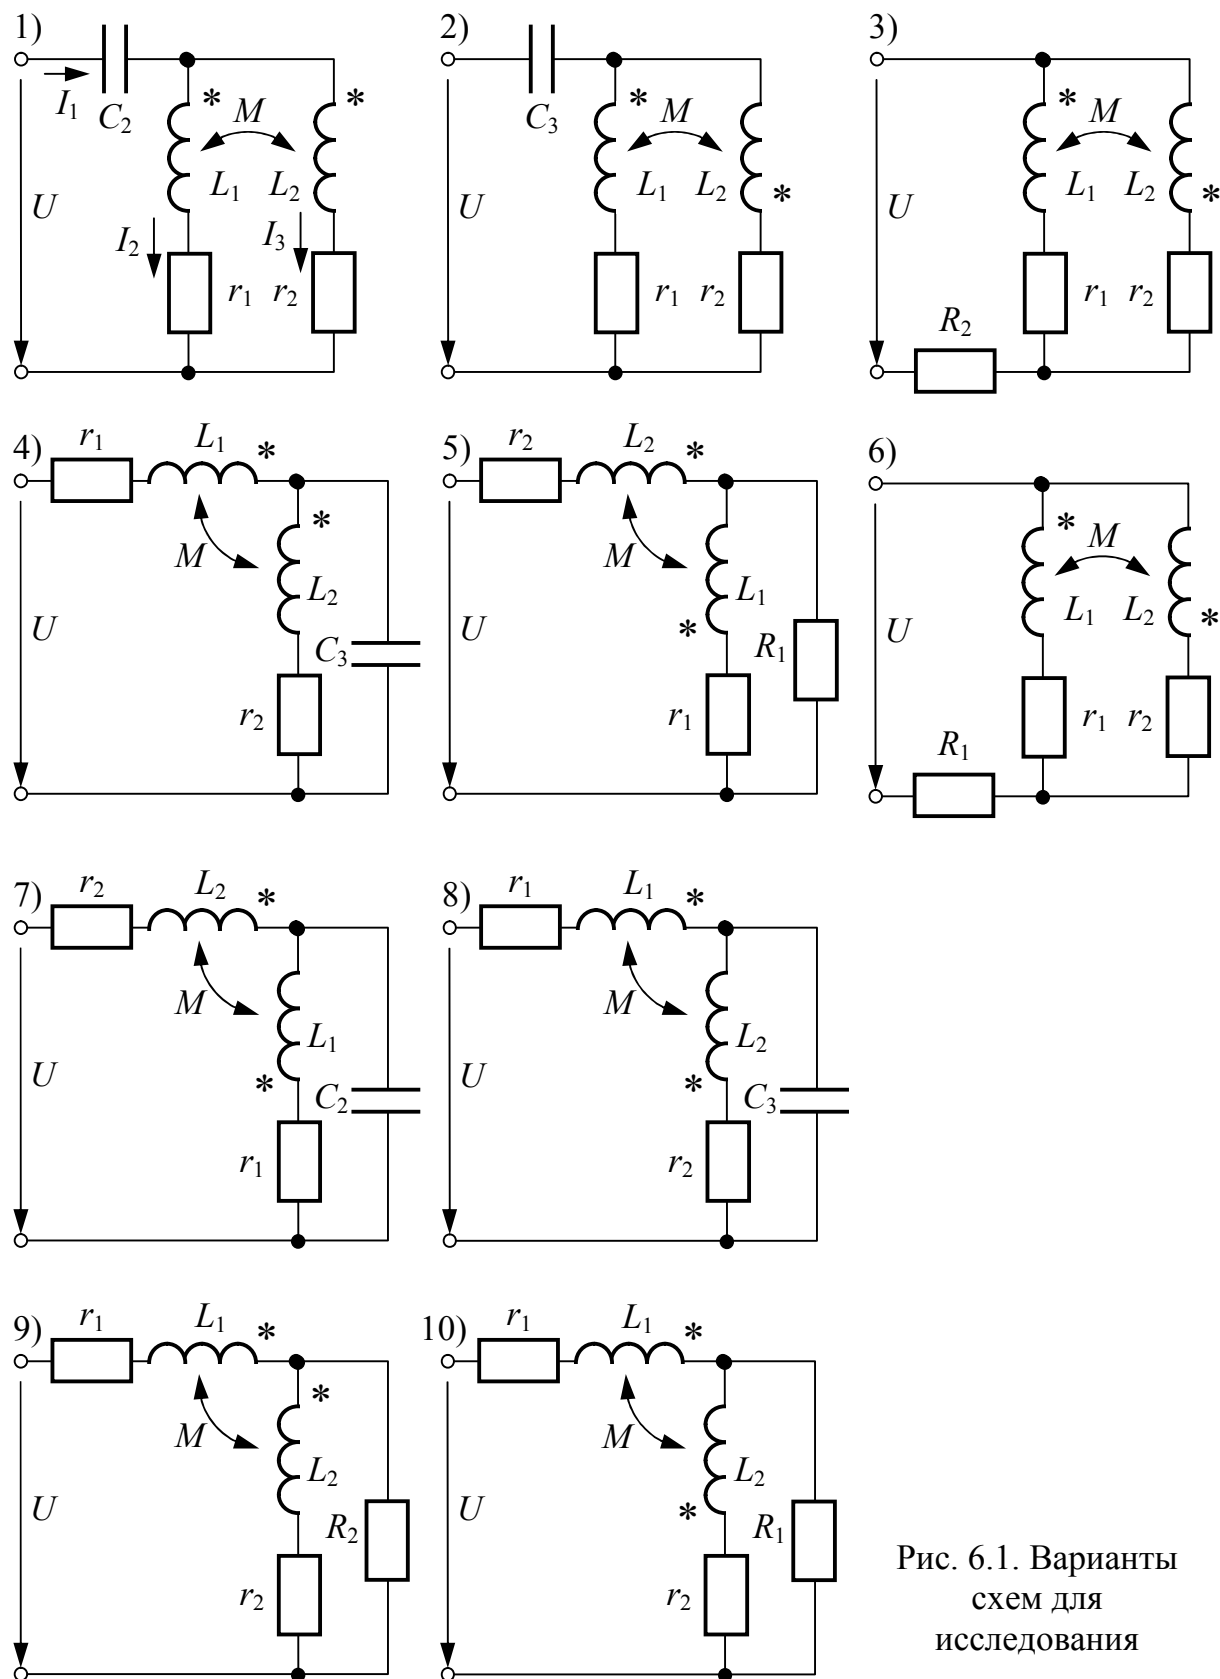 1)
I₁
C₂
*
*
M
L₁
L₂
U
I₂
I₃
r₁
r₂
2)
C₃
*
M
L₁
L₂
*
U
r₁
r₂
3)
*
M
L₁
L₂
*
U
r₁
r₂
R₂
4)
r₁
L₁
*
*
M
L₂
U
C₃
r₂
5)
r₂
L₂
*
M
L₁
*
U
R₁
r₁
6)
*
M
L₁
L₂
*
U
r₁
r₂
R₁
7)
r₂
L₂
*
M
L₁
*
U
C₂
r₁
8)
r₁
L₁
*
M
L₂
*
U
C₃
r₂
9)
r₁
L₁
*
*
M
L₂
U
R₂
r₂
10)
r₁
L₁
*
M
L₂
*
U
R₁
r₂
Рис. 6.1. Варианты
схем для
исследования